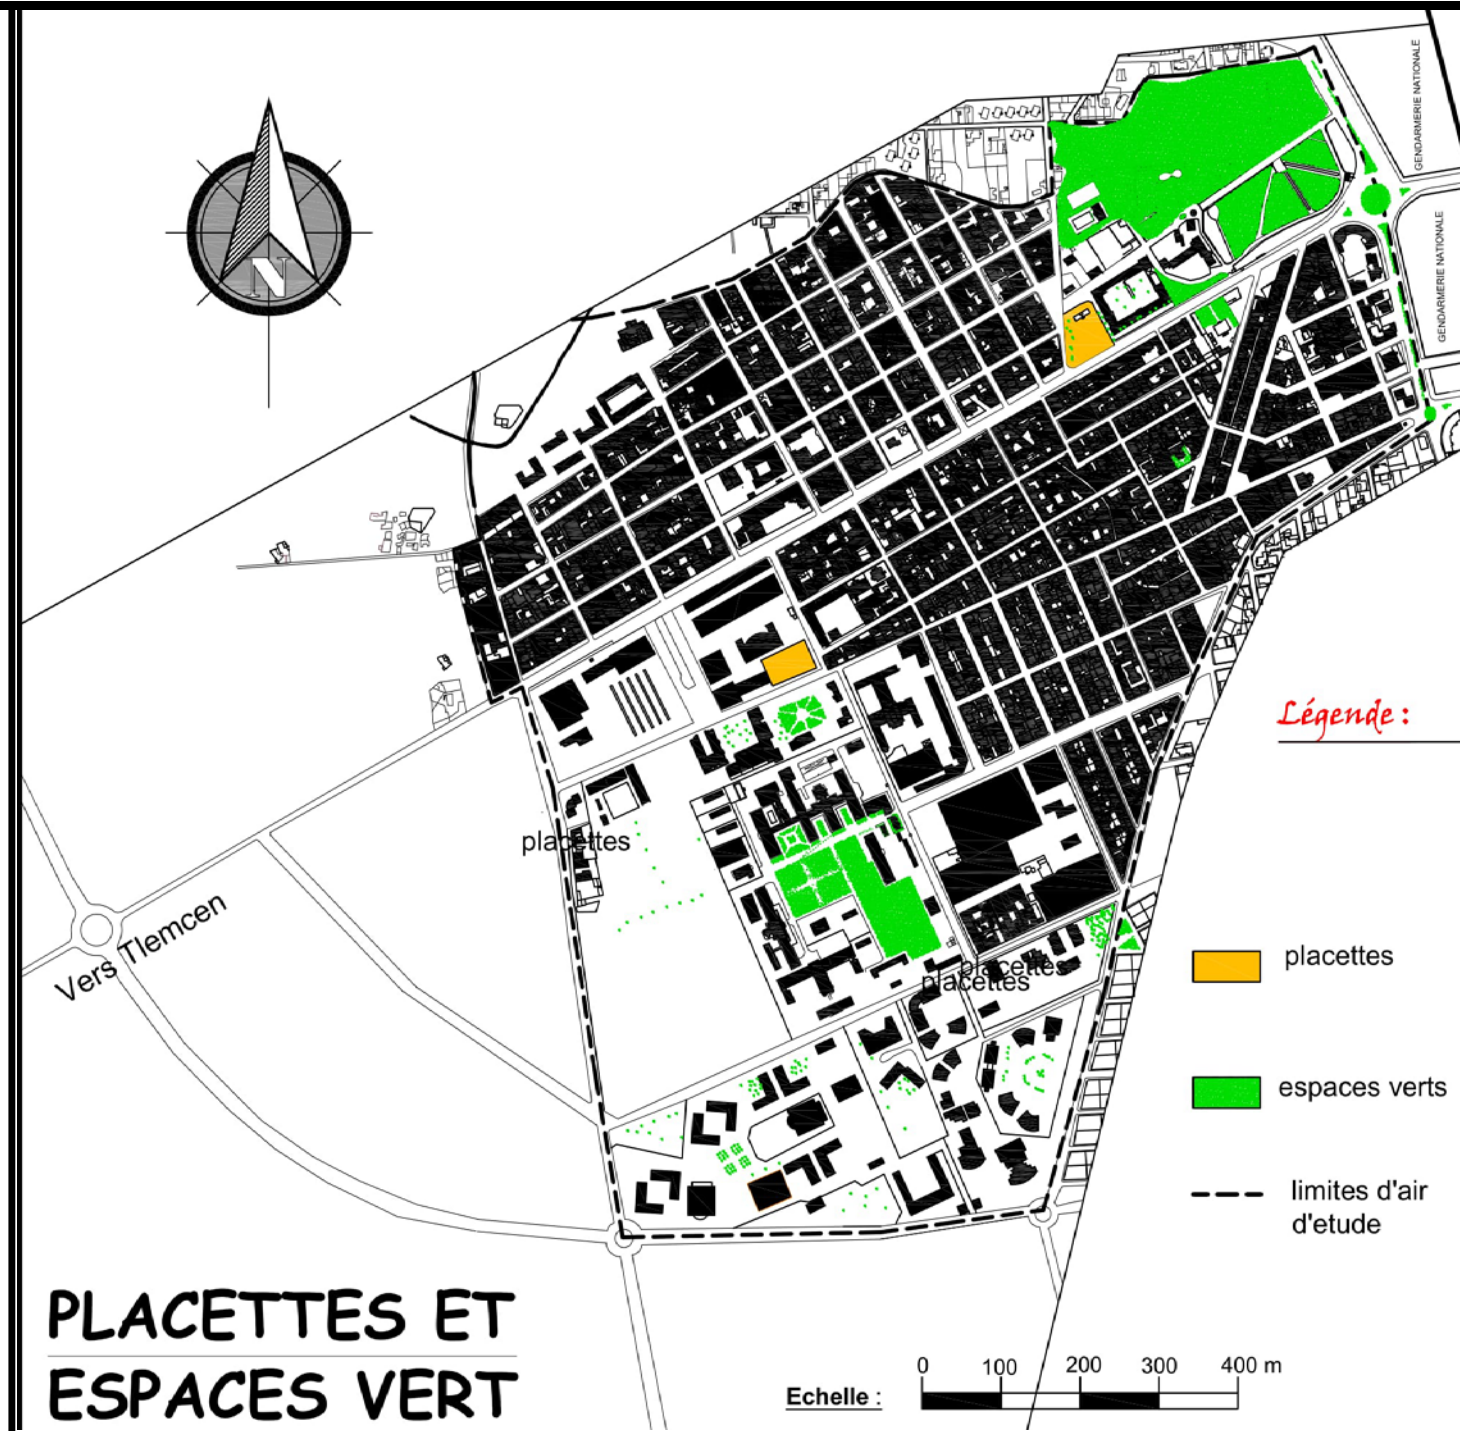 GENDARMERIE NATIONALE
GENDARMERIE NATIONALE
N
Légende :
placettes
Vers Tlemcen
placettes
placettes
placettes
espaces verts
limites d'air
d'etude
PLACETTES ET
ESPACES VERT
0 100 200 300 400 m
Echelle :